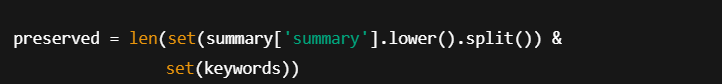 preserved = len(set(summary['summary'].lower().split()) &
set(keywords))